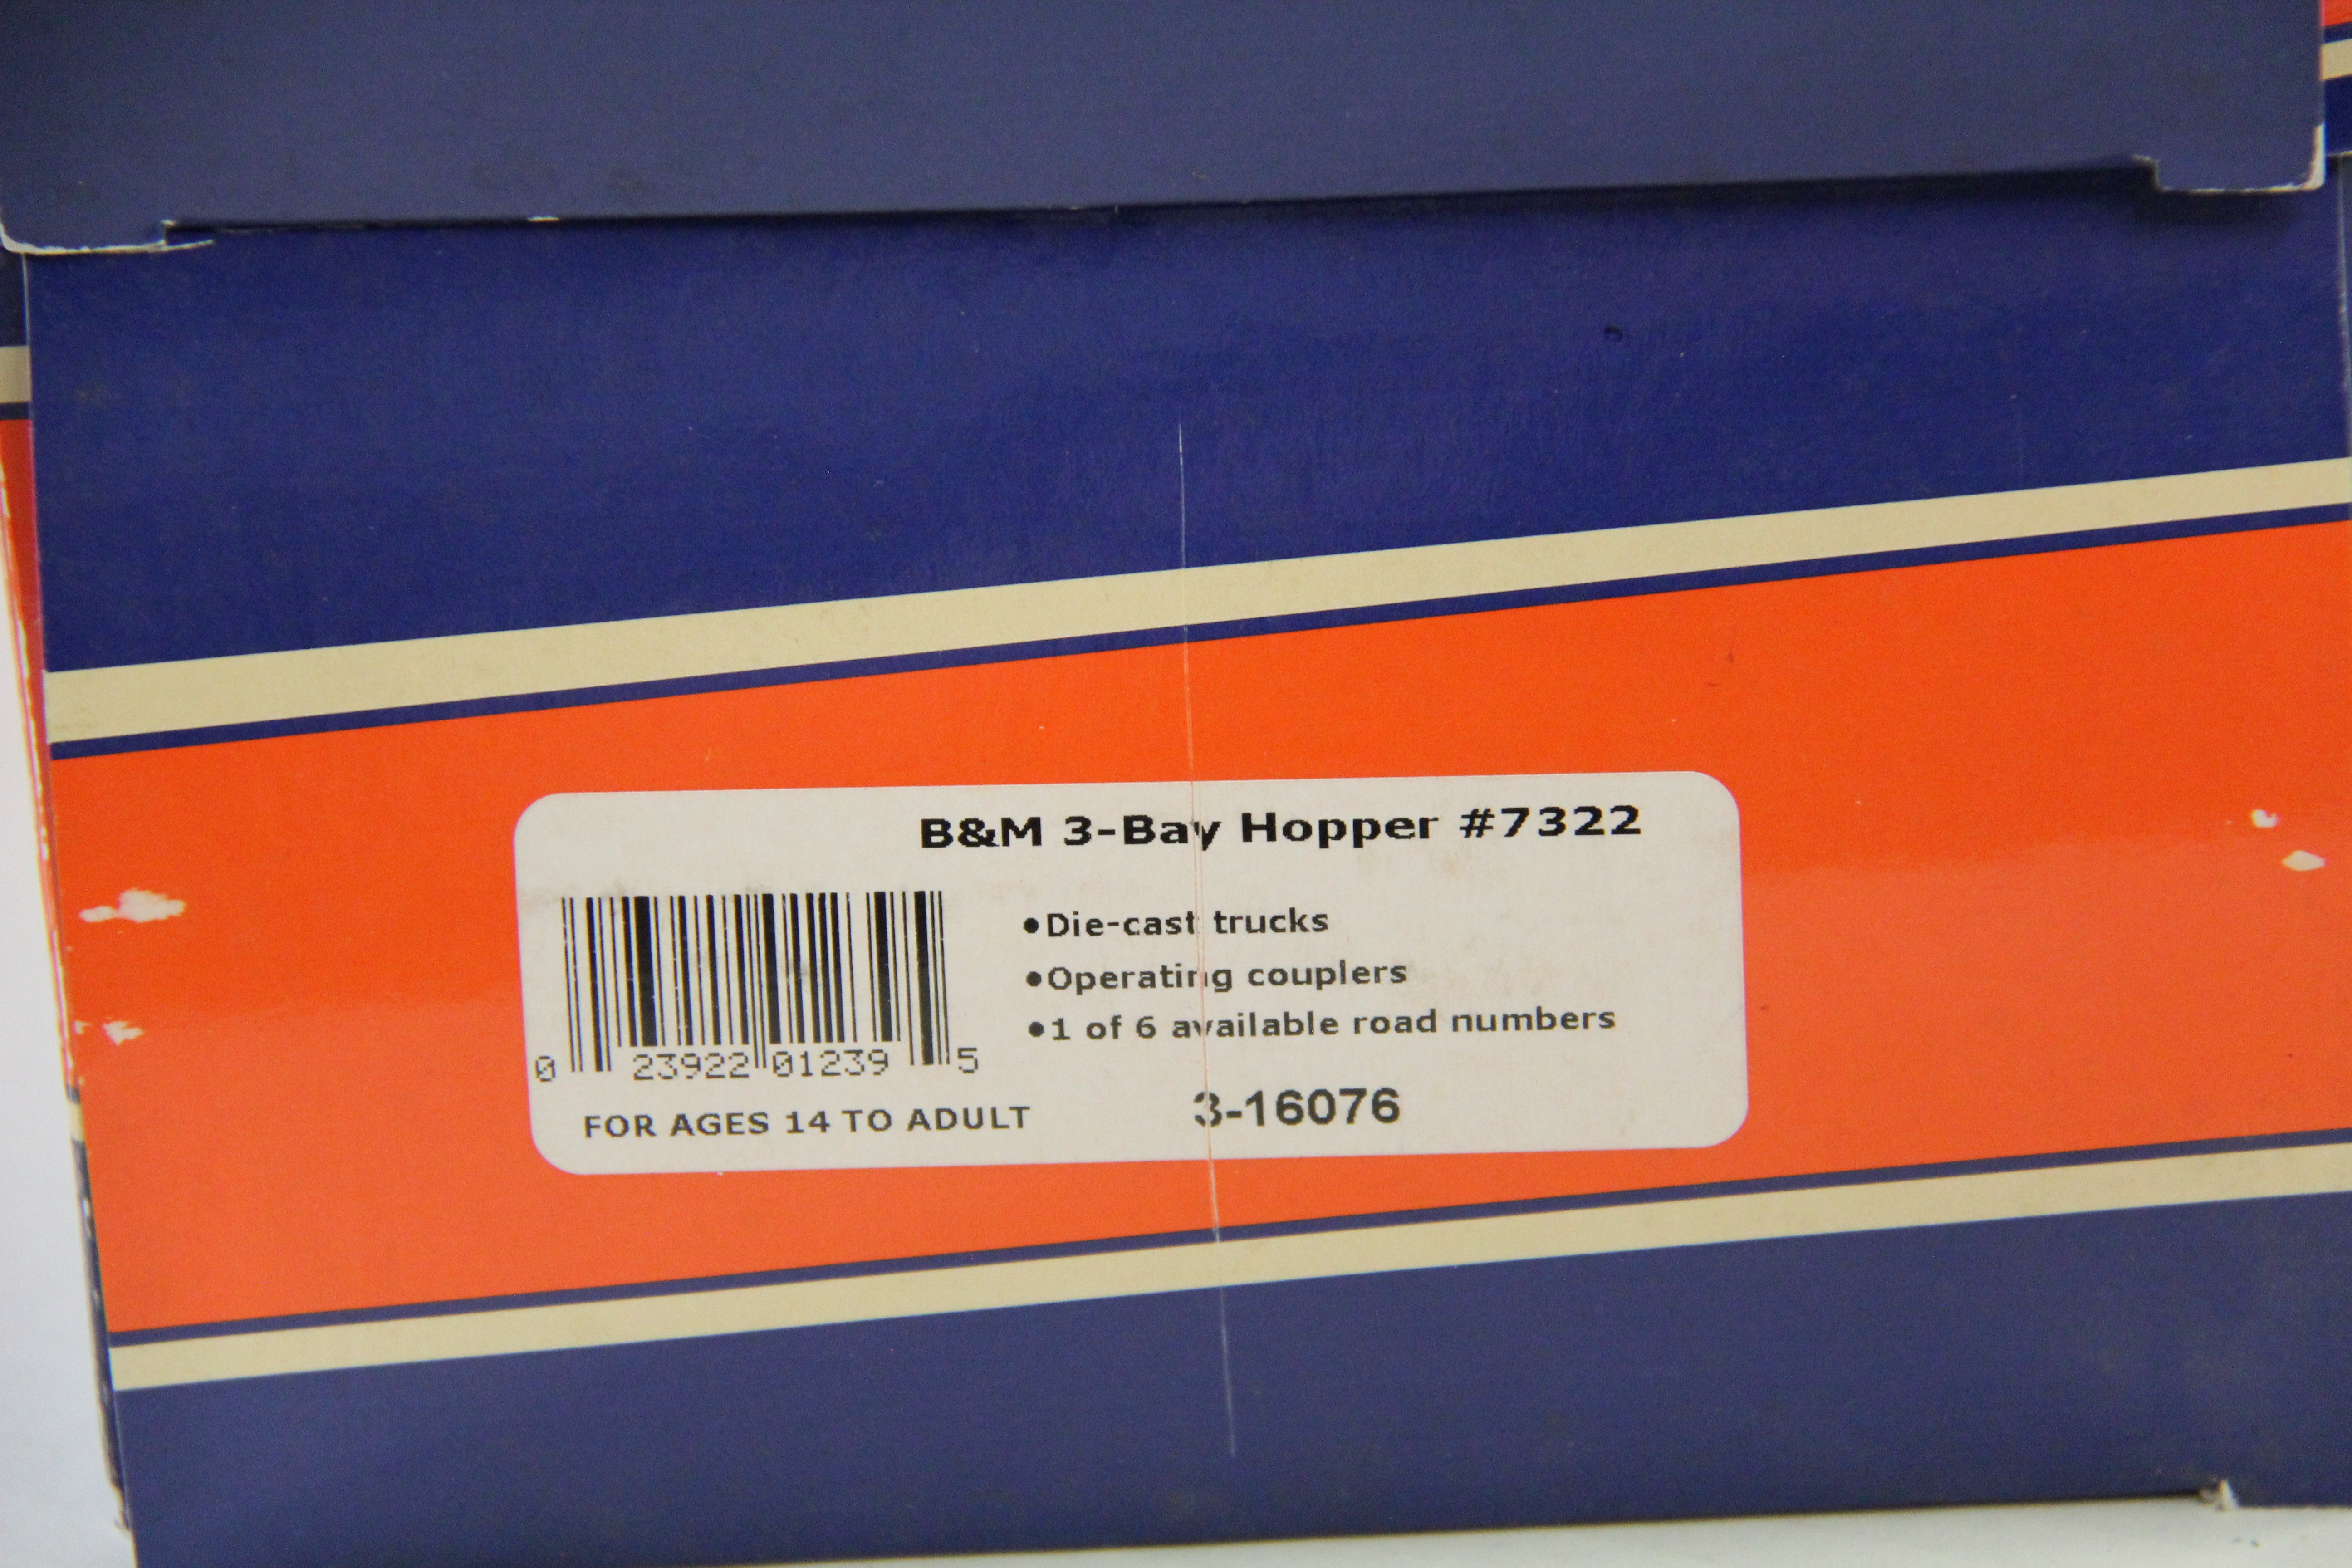 B&M 3-Bay Hopper #7322
•Die-cast trucks
•Operating couplers
•1 of 6 available road numbers
0 23922 01239 5
FOR AGES 14 TO ADULT
3-16076